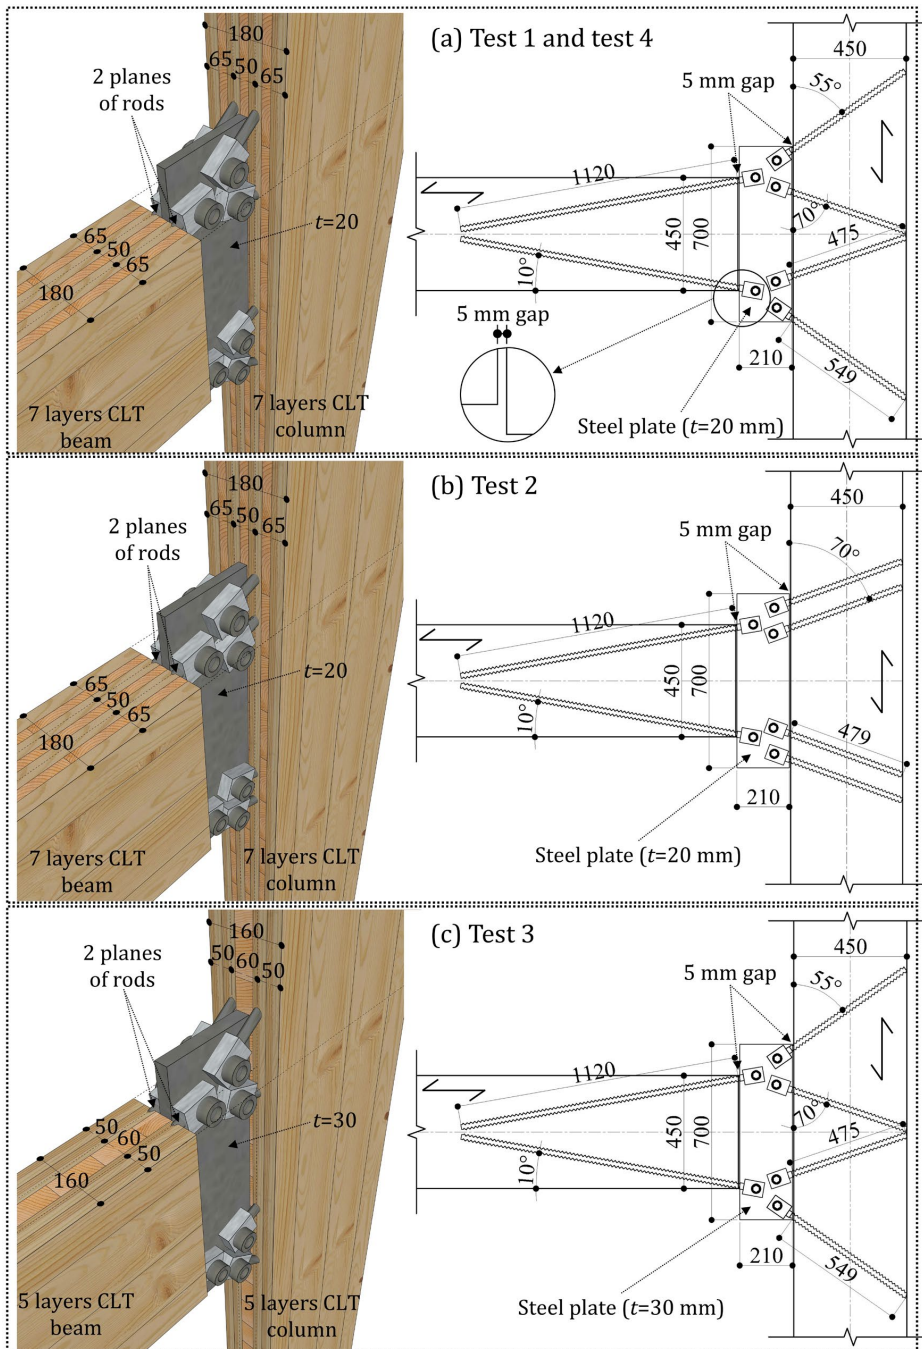 (a) Test 1 and test 4
180
65
50
65
2 planes
of rods
t=20
65
50
65
180
7 layers CLT
beam
7 layers CLT
column
450
5 mm gap
55°
1120
450
700
70°
475
10°
5 mm gap
210
549
Steel plate (t=20 mm)
(b) Test 2
180
65
50
65
2 planes
of rods
t=20
65
50
65
180
7 layers CLT
beam
7 layers CLT
column
450
5 mm gap
70°
1120
450
700
10°
479
210
Steel plate (t=20 mm)
(c) Test 3
160
50
60
50
2 planes
of rods
t=30
50
60
50
160
5 layers CLT
beam
5 layers CLT
column
450
5 mm gap
55°
1120
450
700
70°
475
10°
210
549
Steel plate (t=30 mm)